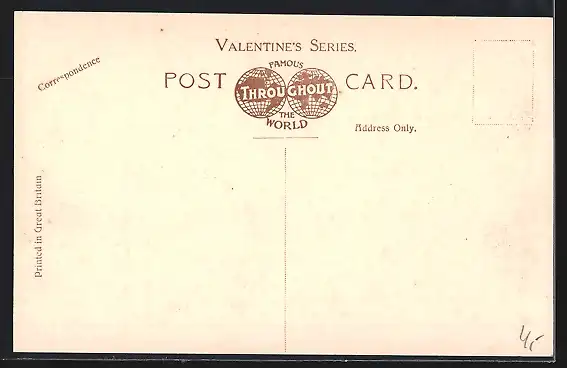 VALENTINE'S SERIES.
FAMOUS
POST THROUGHOUT CARD.
THE
WORLD
Correspondence
Address Only.
Printed in Great Britain